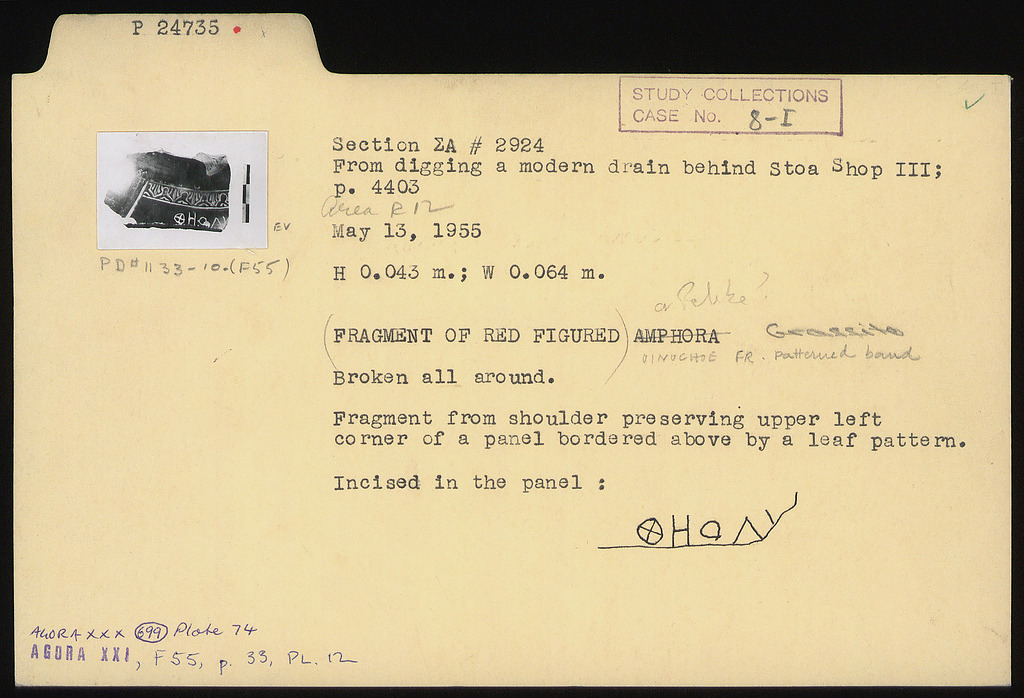 P 24735
STUDY COLLECTIONS
CASE No. 8-I
Section ΣA # 2924
From digging a modern drain behind Stoa Shop III;
p. 4403
Area R 12
May 13, 1955
EV
PD# 1133-10.(F55)
H 0.043 m.; W 0.064 m.
or Pelike?
(FRAGMENT OF RED FIGURED) AMPHORA Graffito
OINOCHOE FR. patterned band
Broken all around.
Fragment from shoulder preserving upper left
corner of a panel bordered above by a leaf pattern.
Incised in the panel :
AGORA XXX 699 Plate 74
AGORA XXI, F 55, p. 33, PL. 12